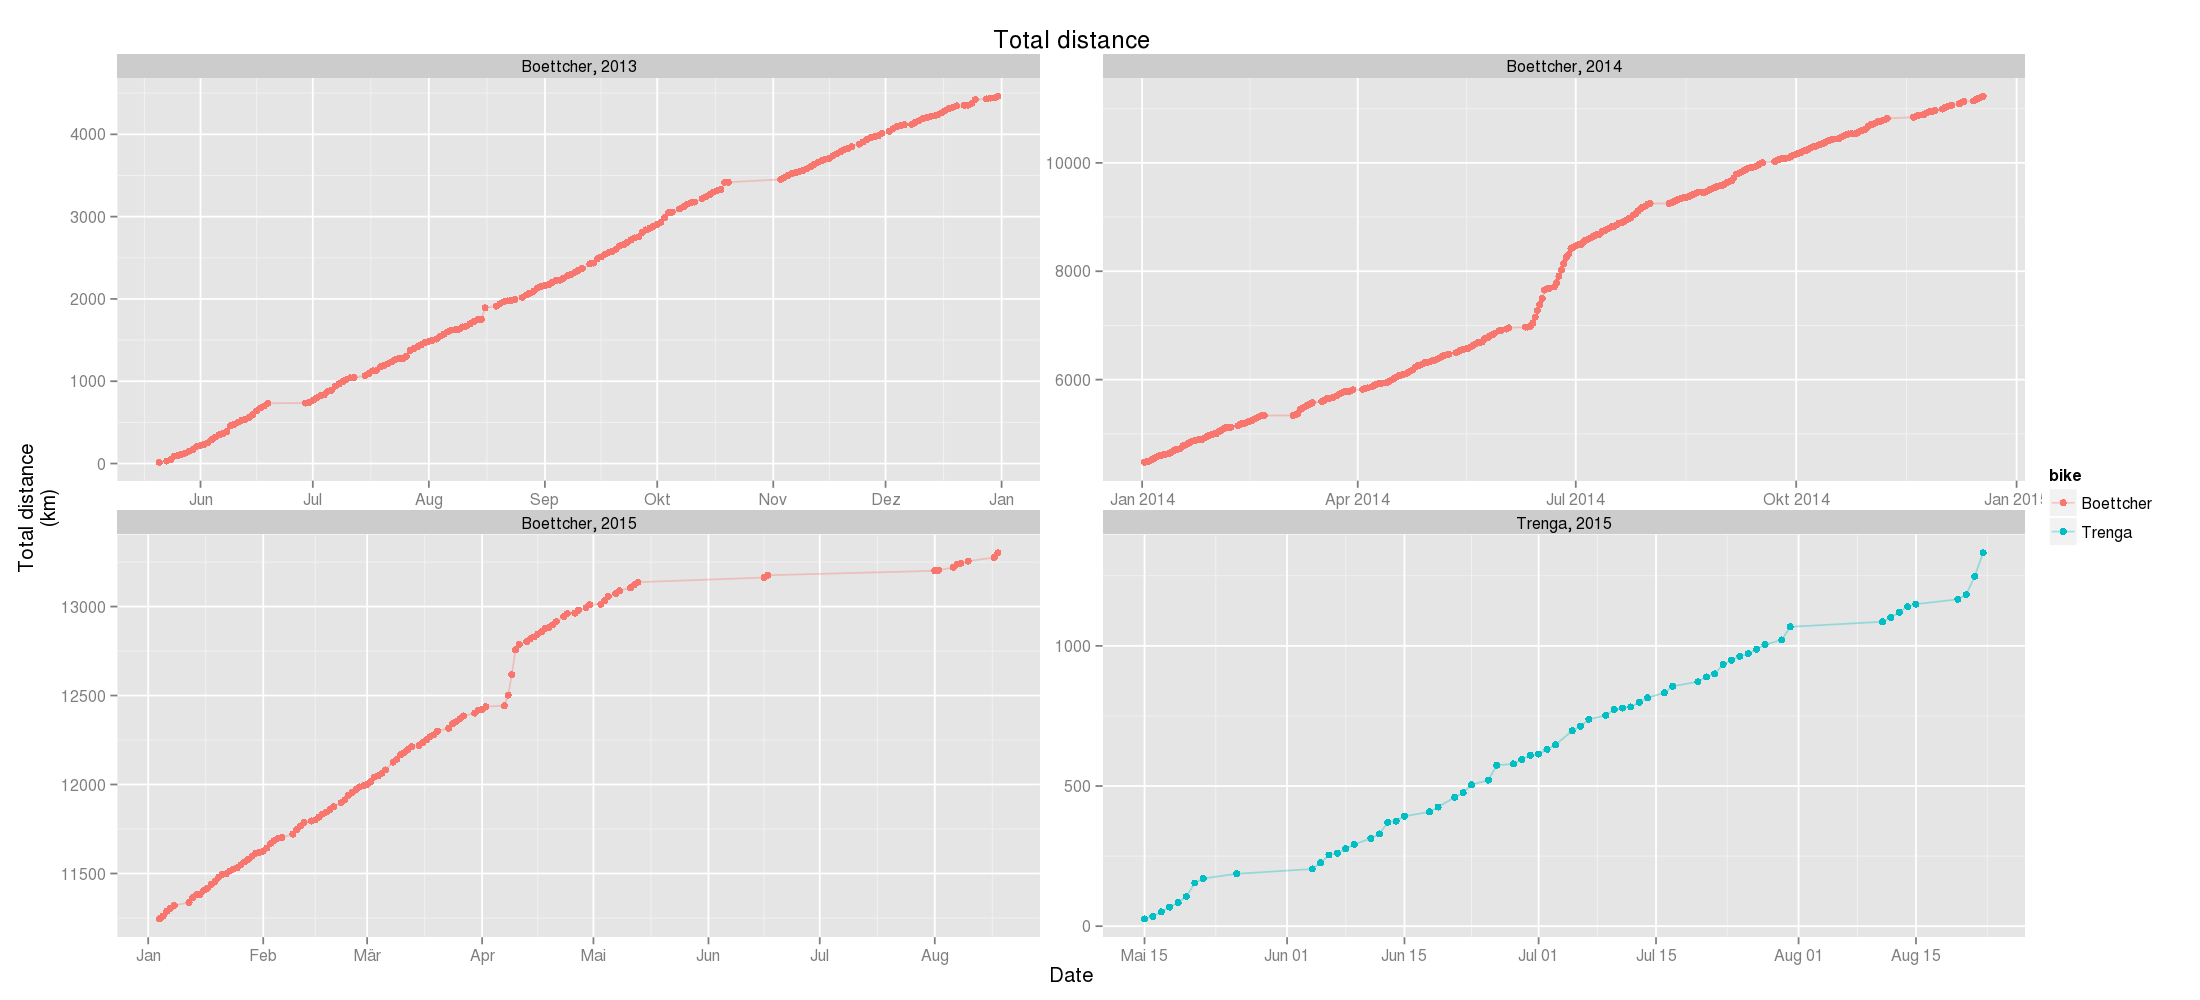 Total distance
Boettcher, 2013
Boettcher, 2014
4000
3000
2000
1000
0
Jun Jul Aug Sep Okt Nov Dez Jan
10000
8000
6000
Jan 2014 Apr 2014 Jul 2014 Okt 2014 Jan 201
Boettcher, 2015
Trenga, 2015
13000
12500
12000
11500
Jan Feb Mär Apr Mai Jun Jul Aug
1000
500
0
Mai 15 Jun 01 Jun 15 Jul 01 Jul 15 Aug 01 Aug 15
Total distance
(km)
Date
bike
Boettcher
Trenga